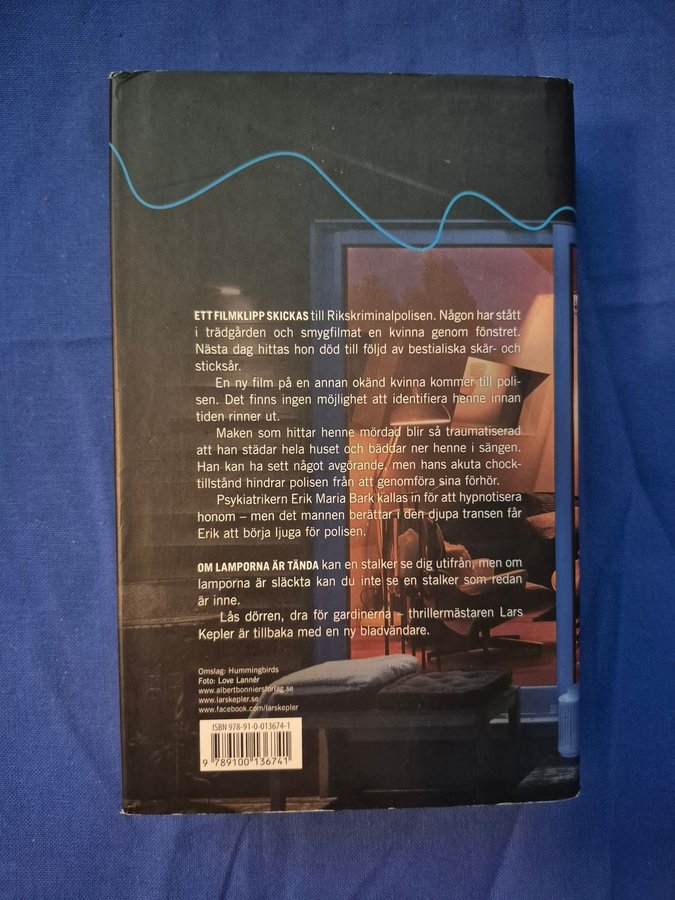 ETT FILMKLIPP SKICKAS till Rikskriminalpolisen. Någon har stått
i trädgården och smygfilmat en kvinna genom fönstret.
Nästa dag hittas hon död till följd av bestialiska skär- och
sticksår.
En ny film på en annan okänd kvinna kommer till poli-
sen. Det finns ingen möjlighet att identifiera henne innan
tiden rinner ut.
Maken som hittar henne mördad blir så traumatiserad
att han städar hela huset och bäddar ner henne i sängen.
Han kan ha sett något avgörande, men hans akuta chock-
tillstånd hindrar polisen från att genomföra sina förhör.
Psykiatrikern Erik Maria Bark kallas in för att hypnotisera
honom – men det mannen berättar i den djupa transen får
Erik att börja ljuga för polisen.
OM LAMPORNA ÄR TÄNDA kan en stalker se dig utifrån, men om
lamporna är släckta kan du inte se en stalker som redan
är inne.
Lås dörren, dra för gardinerna – thrillermästaren Lars
Kepler är tillbaka med en ny bladvändare.
Omslag: Hummingbirds
Foto: Love Lannér
www.albertbonniersforlag.se
www.larskepler.se
www.facebook.com/larskepler
ISBN 978-91-0-013674-1
9 789100 136741